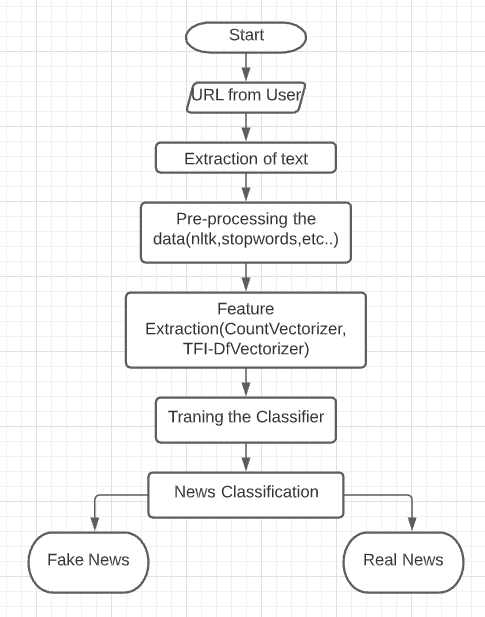 Start
URL from User
Extraction of text
Pre-processing the
data(nltk,stopwords,etc..)
Feature
Extraction(CountVectorizer,
TFI-DfVectorizer)
Traning the Classifier
News Classification
Fake News
Real News